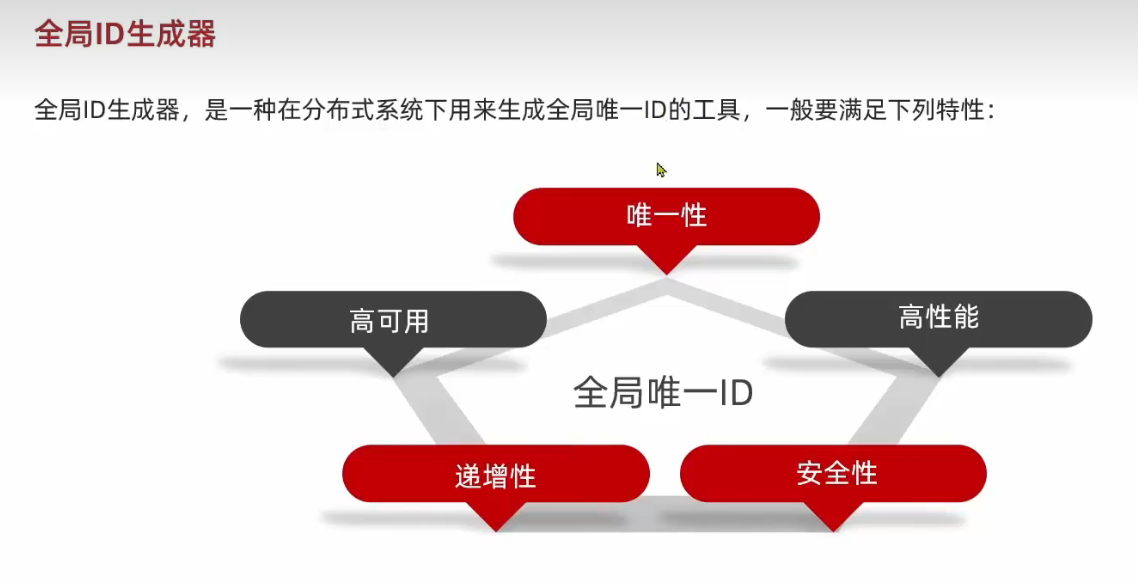 全局ID生成器
全局ID生成器，是一种在分布式系统下用来生成全局唯一ID的工具，一般要满足下列特性：
唯一性
高可用
高性能
全局唯一ID
递增性
安全性